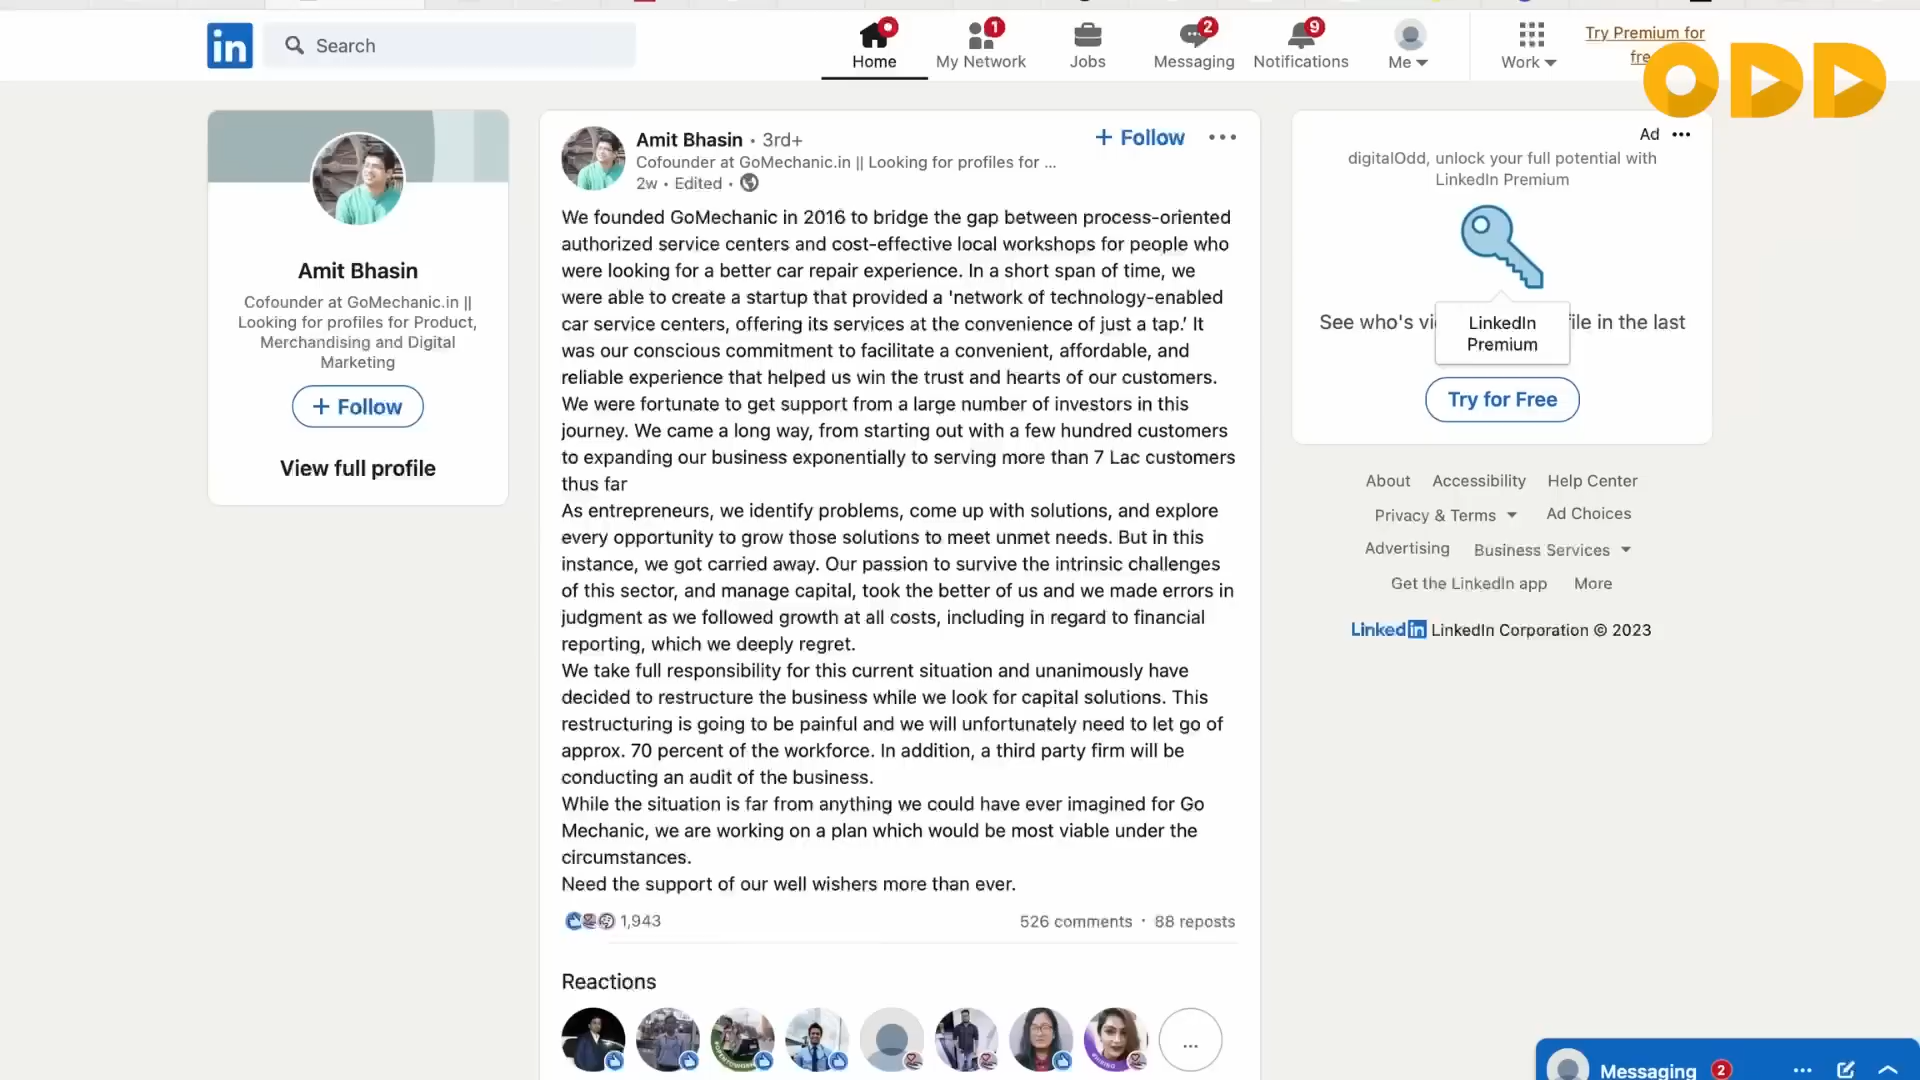 in
Search
Home
1
My Network
Jobs
2
Messaging
9
Notifications
Me
Work
Try Premium for
ODD
Amit Bhasin
Cofounder at GoMechanic.in ||
Looking for profiles for Product,
Merchandising and Digital
Marketing
+ Follow
View full profile
Amit Bhasin • 3rd+
+ Follow
Cofounder at GoMechanic.in || Looking for profiles for ...
2w • Edited •
We founded GoMechanic in 2016 to bridge the gap between process-oriented
authorized service centers and cost-effective local workshops for people who
were looking for a better car repair experience. In a short span of time, we
were able to create a startup that provided a 'network of technology-enabled
car service centers, offering its services at the convenience of just a tap.’ It
was our conscious commitment to facilitate a convenient, affordable, and
reliable experience that helped us win the trust and hearts of our customers.
We were fortunate to get support from a large number of investors in this
journey. We came a long way, from starting out with a few hundred customers
to expanding our business exponentially to serving more than 7 Lac customers
thus far
As entrepreneurs, we identify problems, come up with solutions, and explore
every opportunity to grow those solutions to meet unmet needs. But in this
instance, we got carried away. Our passion to survive the intrinsic challenges
of this sector, and manage capital, took the better of us and we made errors in
judgment as we followed growth at all costs, including in regard to financial
reporting, which we deeply regret.
We take full responsibility for this current situation and unanimously have
decided to restructure the business while we look for capital solutions. This
restructuring is going to be painful and we will unfortunately need to let go of
approx. 70 percent of the workforce. In addition, a third party firm will be
conducting an audit of the business.
While the situation is far from anything we could have ever imagined for Go
Mechanic, we are working on a plan which would be most viable under the
circumstances.
Need the support of our well wishers more than ever.
1,943
526 comments • 88 reposts
Reactions
...
Ad
digitalOdd, unlock your full potential with
LinkedIn Premium
See who's in the last
LinkedIn
Premium
Try for Free
About Accessibility Help Center
Privacy & Terms Ad Choices
Advertising Business Services
Get the LinkedIn app More
LinkedIn LinkedIn Corporation © 2023
Messaging 2